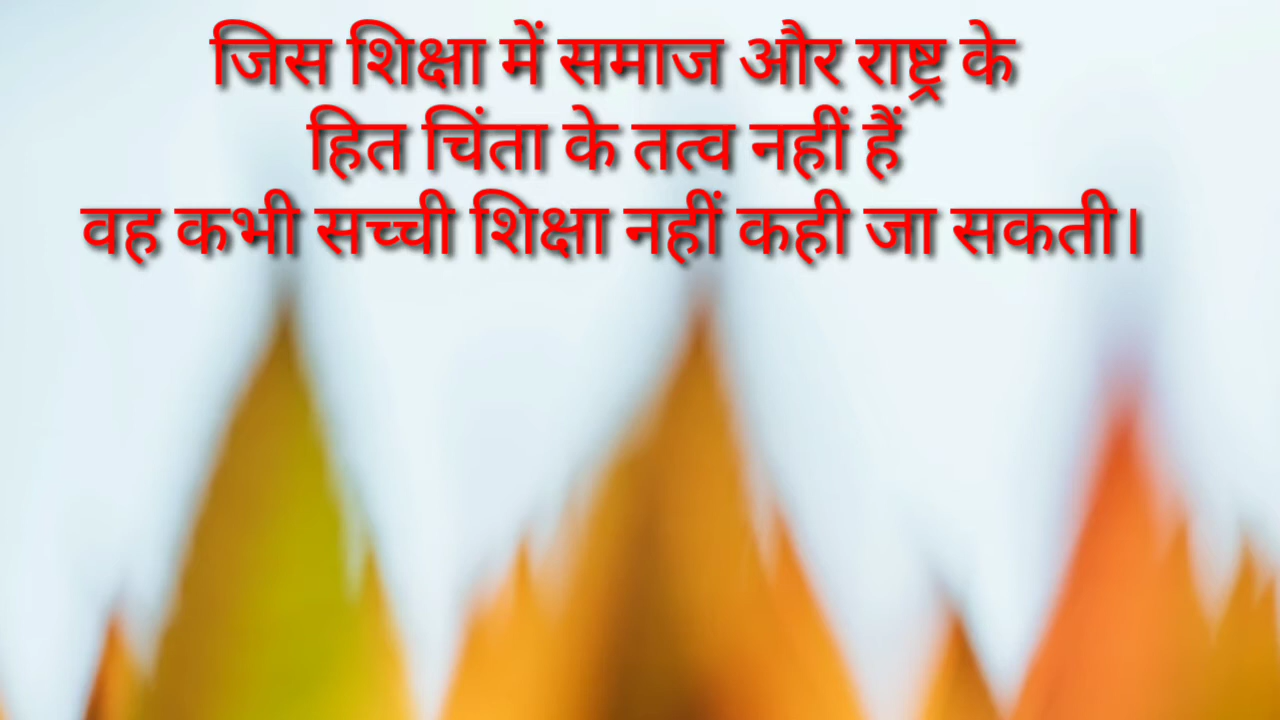 जिस शिक्षा में समाज और राष्ट्र के
हित चिंता के तत्व नहीं हैं
वह कभी सच्ची शिक्षा नहीं कही जा सकती।